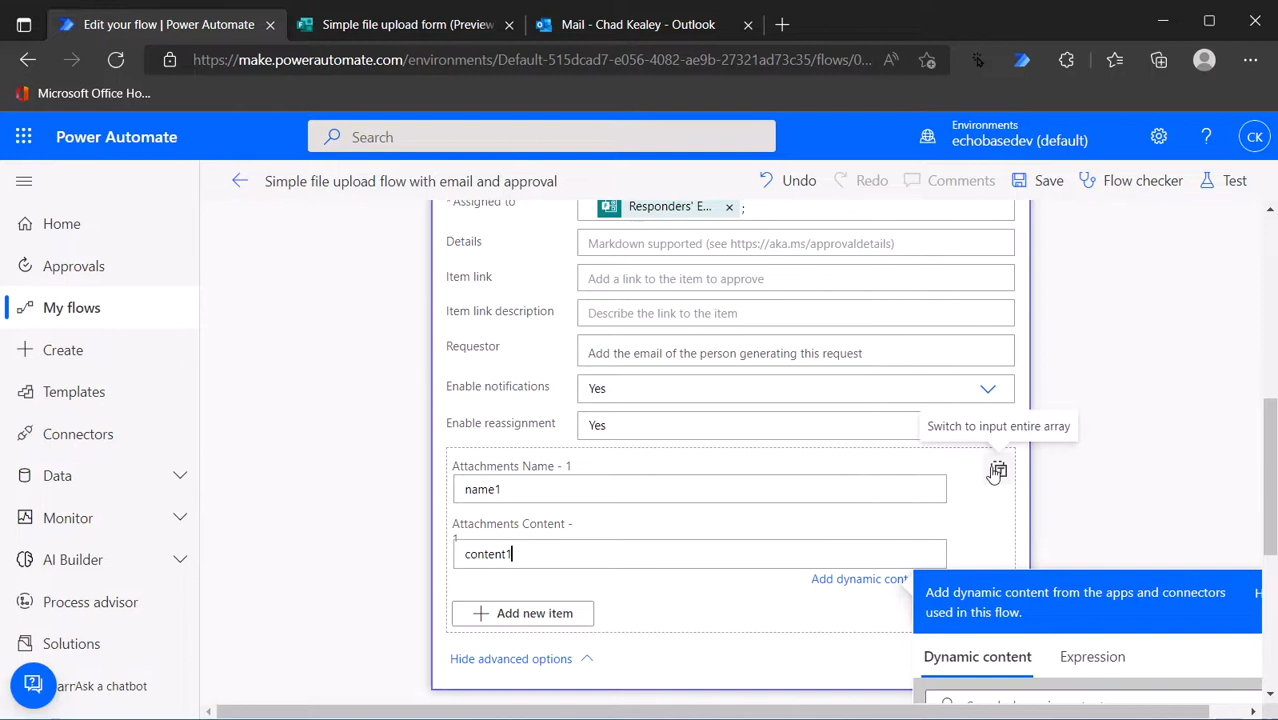 Edit your flow | Power Automate
Simple file upload form (Preview
Mail - Chad Kealey - Outlook
https://make.powerautomate.com/environments/Default-515dcad7-e056-4082-ae9b-27321ad73c35/flows/0...
Microsoft Office Ho...
Power Automate
Search
Environments
echobasedev (default)
CK
Simple file upload flow with email and approval
Undo
Redo
Comments
Save
Flow checker
Test
Home
Approvals
My flows
Create
Templates
Connectors
Data
Monitor
AI Builder
Process advisor
Solutions
Ask a chatbot
* Assigned to
Responders' E... ;
Details
Markdown supported (see https://aka.ms/approvaldetails)
Item link
Add a link to the item to approve
Item link description
Describe the link to the item
Requestor
Add the email of the person generating this request
Enable notifications
Yes
Enable reassignment
Yes
Switch to input entire array
Attachments Name - 1
name1
Attachments Content -
1
content1
Add dynamic cont
Add new item
Hide advanced options
Add dynamic content from the apps and connectors
used in this flow.
Dynamic content
Expression